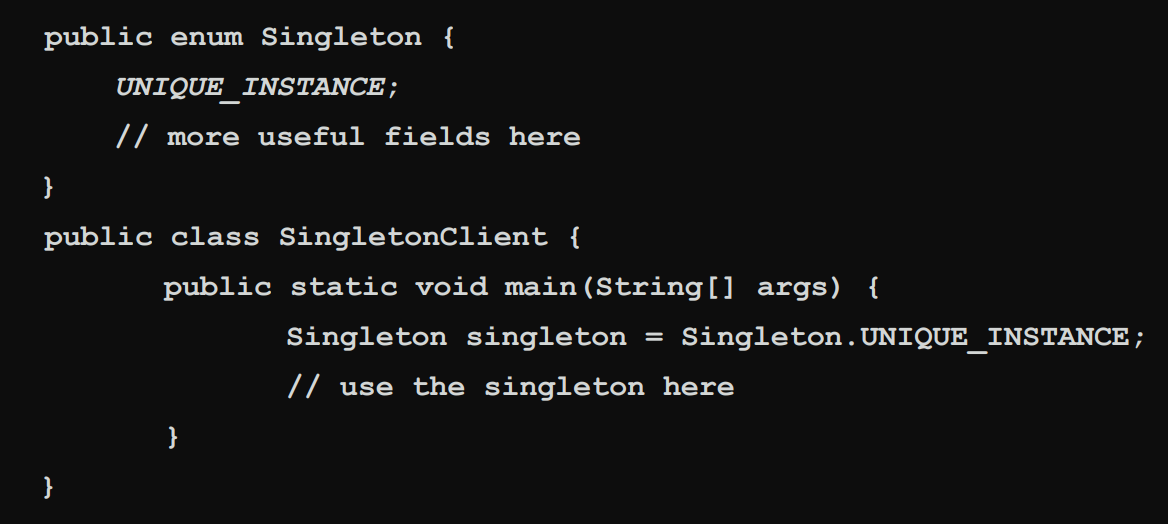 public enum Singleton {
UNIQUE_INSTANCE;
// more useful fields here
}
public class SingletonClient {
public static void main(String[] args) {
Singleton singleton = Singleton.UNIQUE_INSTANCE;
// use the singleton here
}
}